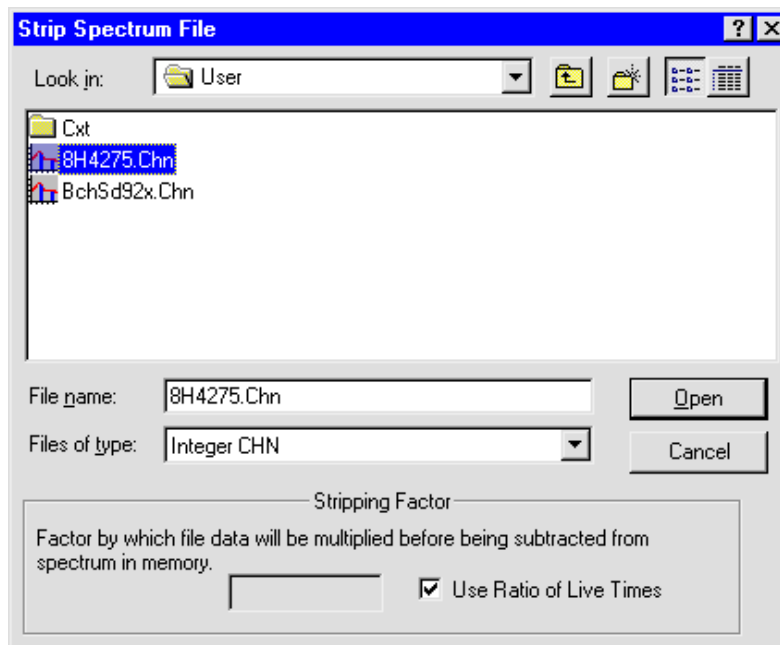 Strip Spectrum File
Look in: User
Cxt
8H4275.Chn
BchSd92x.Chn
File name: 8H4275.Chn Open
Files of type: Integer CHN Cancel
Stripping Factor
Factor by which file data will be multiplied before being subtracted from
spectrum in memory.
Use Ratio of Live Times